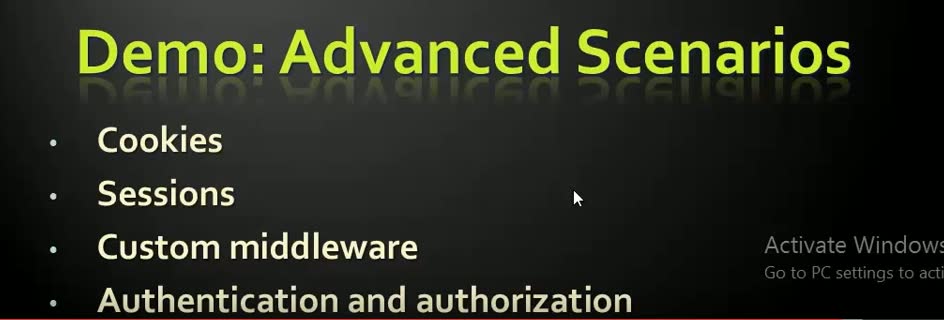 Demo: Advanced Scenarios
• Cookies
• Sessions
• Custom middleware
• Authentication and authorization
Activate Windows
Go to PC settings to acti